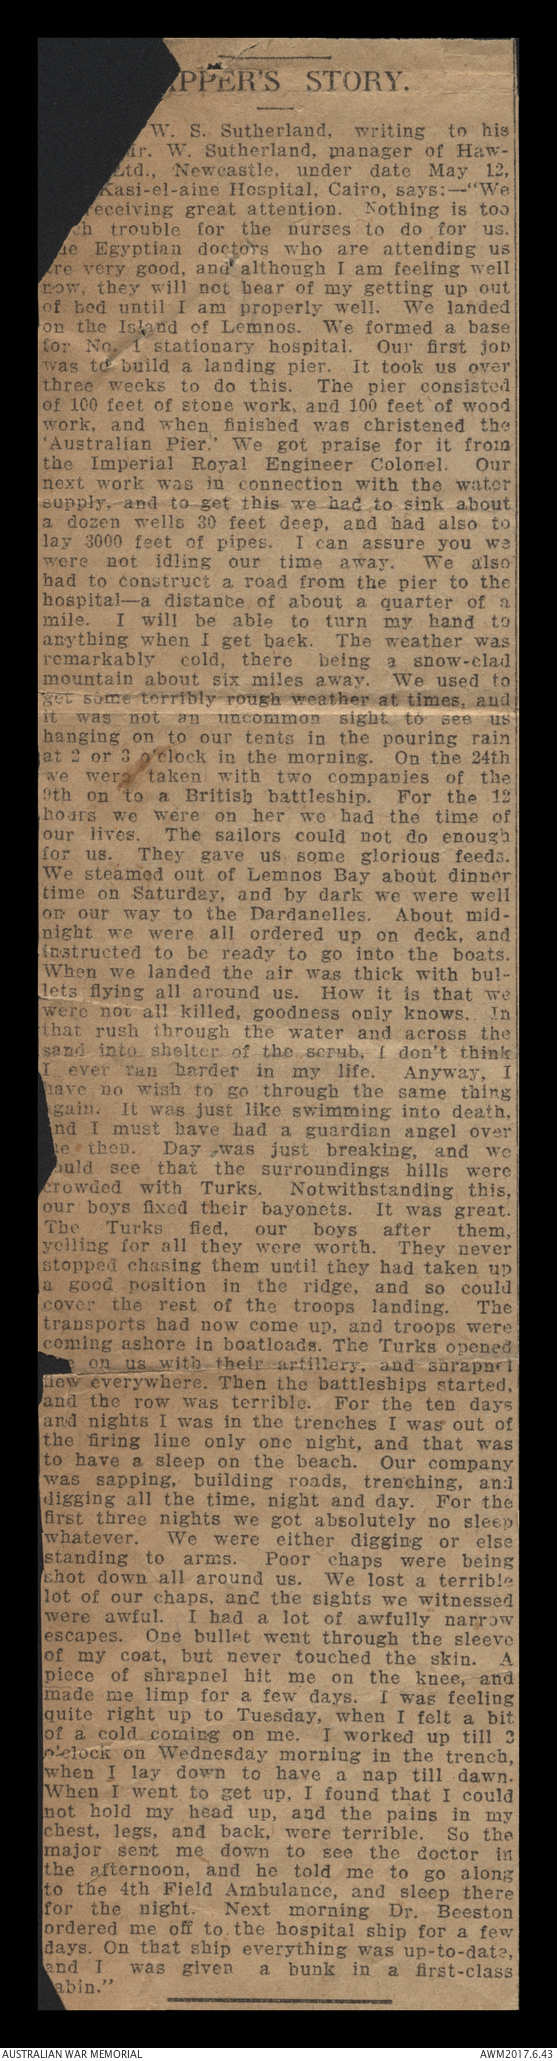 APPER'S STORY.
W. S. Sutherland, writing to his
Mr. W. Sutherland, manager of Haw-
Ltd., Newcastle, under date May 12,
Kasi-el-aine Hospital, Cairo, says:—"We
receiving great attention. Nothing is too
ch trouble for the nurses to do for us.
The Egyptian doctors who are attending us
are very good, and although I am feeling well
now, they will not hear of my getting up out
of bed until I am properly well. We landed
on the Island of Lemnos. We formed a base
for No. 1 stationary hospital. Our first job
was to build a landing pier. It took us over
three weeks to do this. The pier consisted
of 100 feet of stone work, and 100 feet of wood
work, and when finished was christened the
'Australian Pier.' We got praise for it from
the Imperial Royal Engineer Colonel. Our
next work was in connection with the water
supply, and to get this we had to sink about
a dozen wells 30 feet deep, and had also to
lay 3000 feet of pipes. I can assure you we
were not idling our time away. We also
had to construct a road from the pier to the
hospital—a distance of about a quarter of a
mile. I will be able to turn my hand to
anything when I get back. The weather was
remarkably cold, there being a snow-clad
mountain about six miles away. We used to
get some terribly rough weather at times, and
it was not an uncommon sight to see us
hanging on to our tents in the pouring rain
at 2 or 3 o'clock in the morning. On the 24th
we were taken with two companies of the
9th on to a British battleship. For the 12
hours we were on her we had the time of
our lives. The sailors could not do enough
for us. They gave us some glorious feeds.
We steamed out of Lemnos Bay about dinner
time on Saturday, and by dark we were well
on our way to the Dardanelles. About mid-
night we were all ordered up on deck, and
instructed to be ready to go into the boats.
When we landed the air was thick with bul-
lets flying all around us. How it is that we
were not all killed, goodness only knows. In
that rush through the water and across the
sand into shelter of the scrub, I don't think
I ever ran harder in my life. Anyway, I
have no wish to go through the same thing
again. It was just like swimming into death,
and I must have had a guardian angel over
me then. Day was just breaking, and we
could see that the surroundings hills were
crowded with Turks. Notwithstanding this,
our boys fixed their bayonets. It was great.
The Turks fled, our boys after them,
yelling for all they were worth. They never
stopped chasing them until they had taken up
a good position in the ridge, and so could
cover the rest of the troops landing. The
transports had now come up, and troops were
coming ashore in boatloads. The Turks opened
on us with their artillery, and shrapnel
flew everywhere. Then the battleships started,
and the row was terrible. For the ten days
and nights I was in the trenches I was out of
the firing line only one night, and that was
to have a sleep on the beach. Our company
was sapping, building roads, trenching, and
digging all the time, night and day. For the
first three nights we got absolutely no sleep
whatever. We were either digging or else
standing to arms. Poor chaps were being
shot down all around us. We lost a terrible
lot of our chaps, and the sights we witnessed
were awful. I had a lot of awfully narrow
escapes. One bullet went through the sleeve
of my coat, but never touched the skin. A
piece of shrapnel hit me on the knee, and
made me limp for a few days. I was feeling
quite right up to Tuesday, when I felt a bit
of a cold coming on me. I worked up till
o'clock on Wednesday morning in the trench,
when I lay down to have a nap till dawn.
When I went to get up, I found that I could
not hold my head up, and the pains in my
chest, legs, and back, were terrible. So the
major sent me down to see the doctor in
the afternoon, and he told me to go along
to the 4th Field Ambulance, and sleep there
for the night. Next morning Dr. Beeston
ordered me off to the hospital ship for a few
days. On that ship everything was up-to-date,
and I was given a bunk in a first-class
cabin."
AUSTRALIAN WAR MEMORIAL
AWM2017.6.43